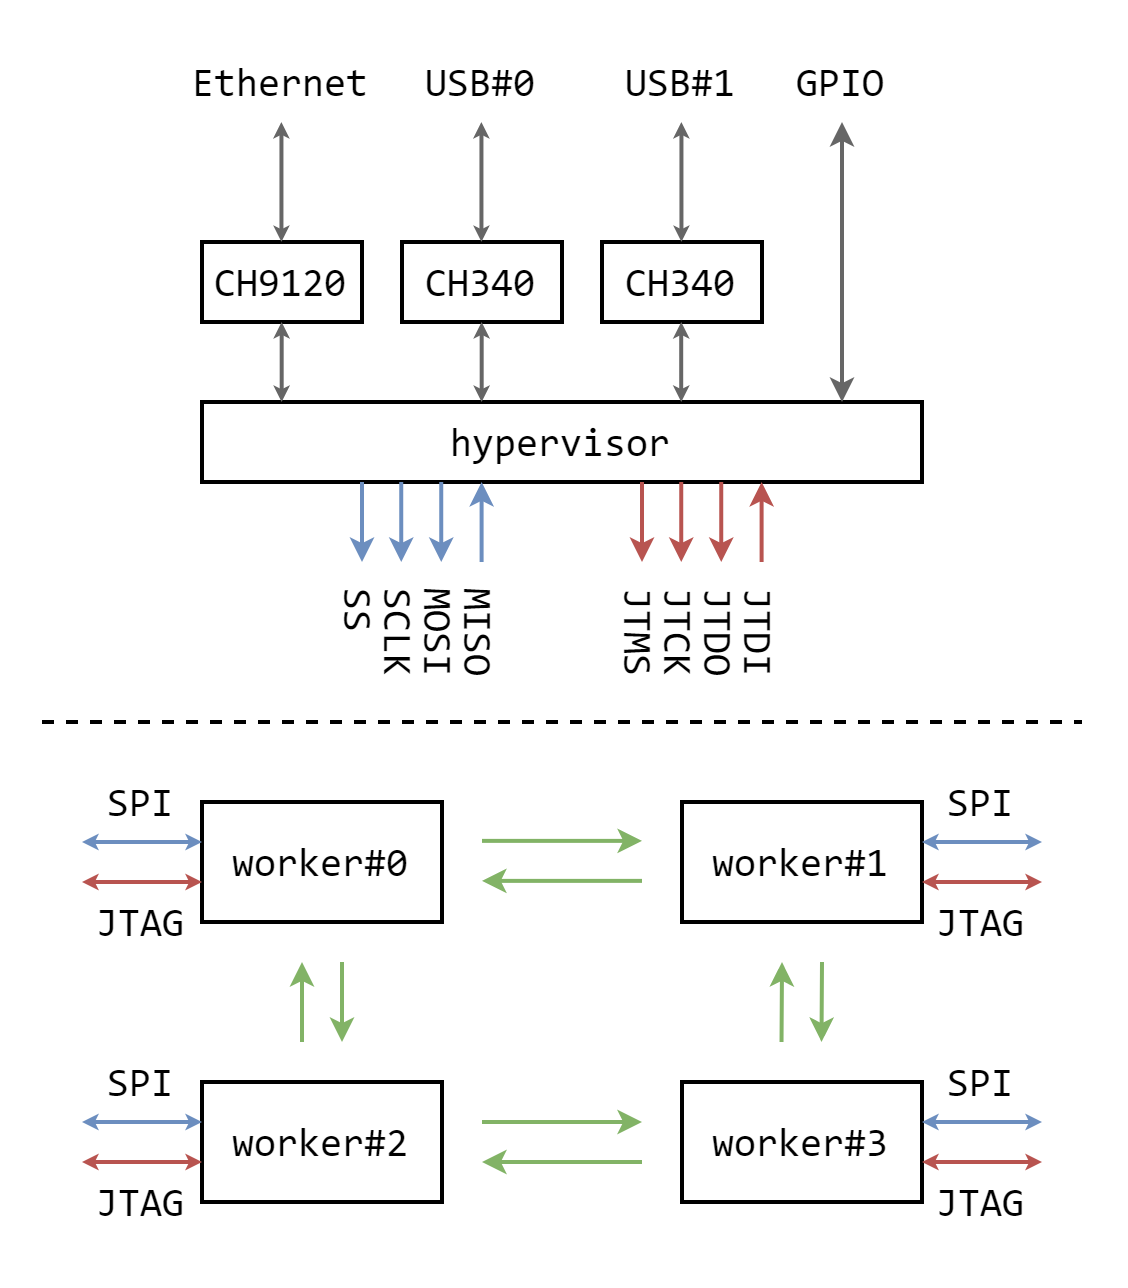 Ethernet USB#0 USB#1 GPIO
CH9120 CH340 CH340
hypervisor
SS
SCLK
MOSI
MISO
JTMS
JTCK
JTDO
JTDI
SPI
worker#0
JTAG
SPI
worker#1
JTAG
SPI
worker#2
JTAG
SPI
worker#3
JTAG